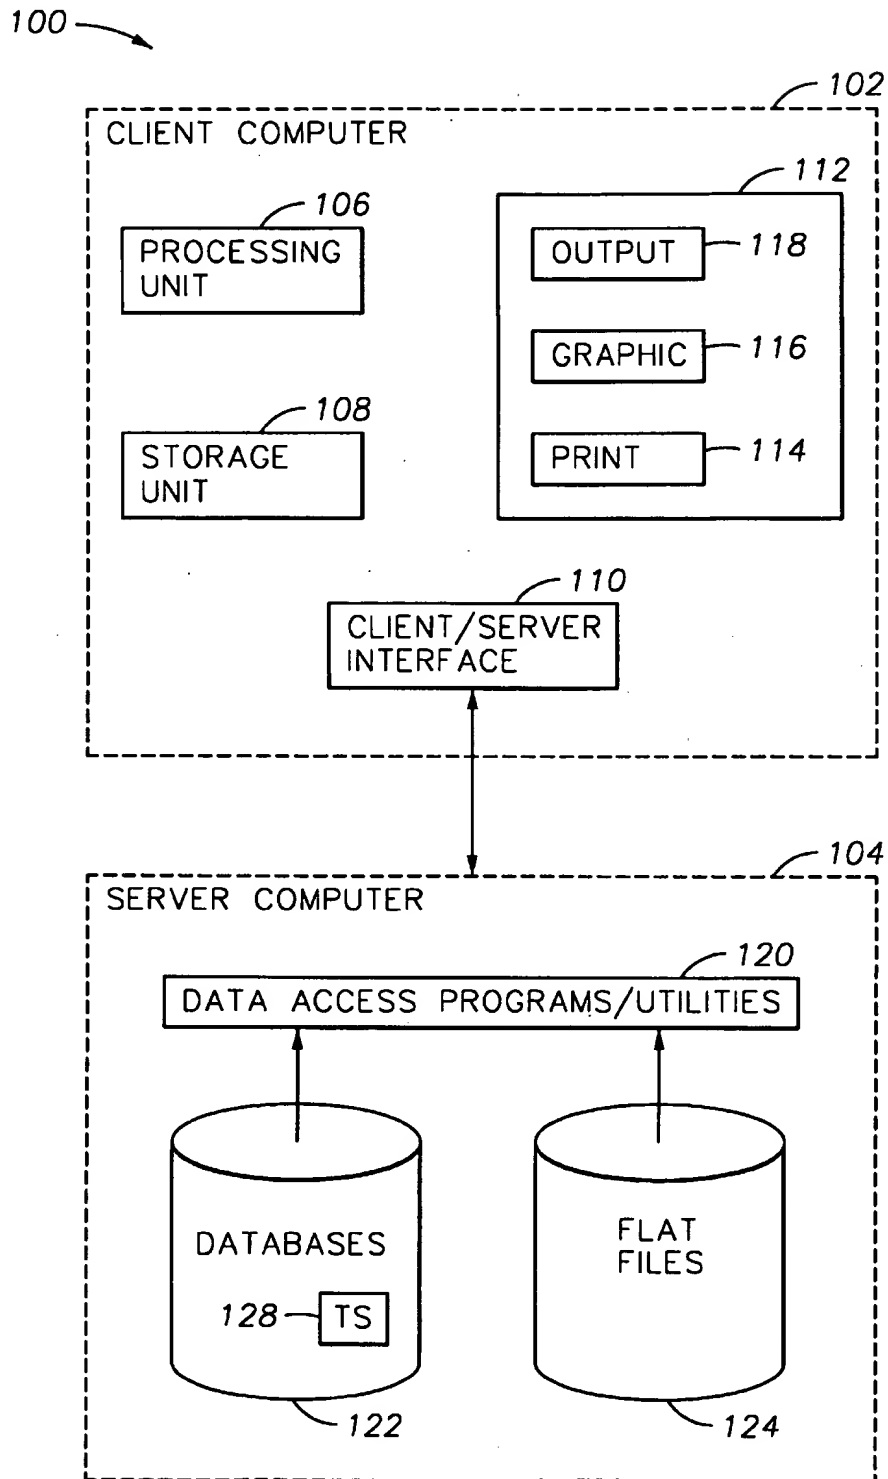 100
102
CLIENT COMPUTER
112
106
PROCESSING
UNIT
OUTPUT
118
GRAPHIC
116
108
STORAGE
UNIT
PRINT
114
110
CLIENT/SERVER
INTERFACE
104
SERVER COMPUTER
120
DATA ACCESS PROGRAMS/UTILITIES
DATABASES
128
TS
122
FLAT
FILES
124